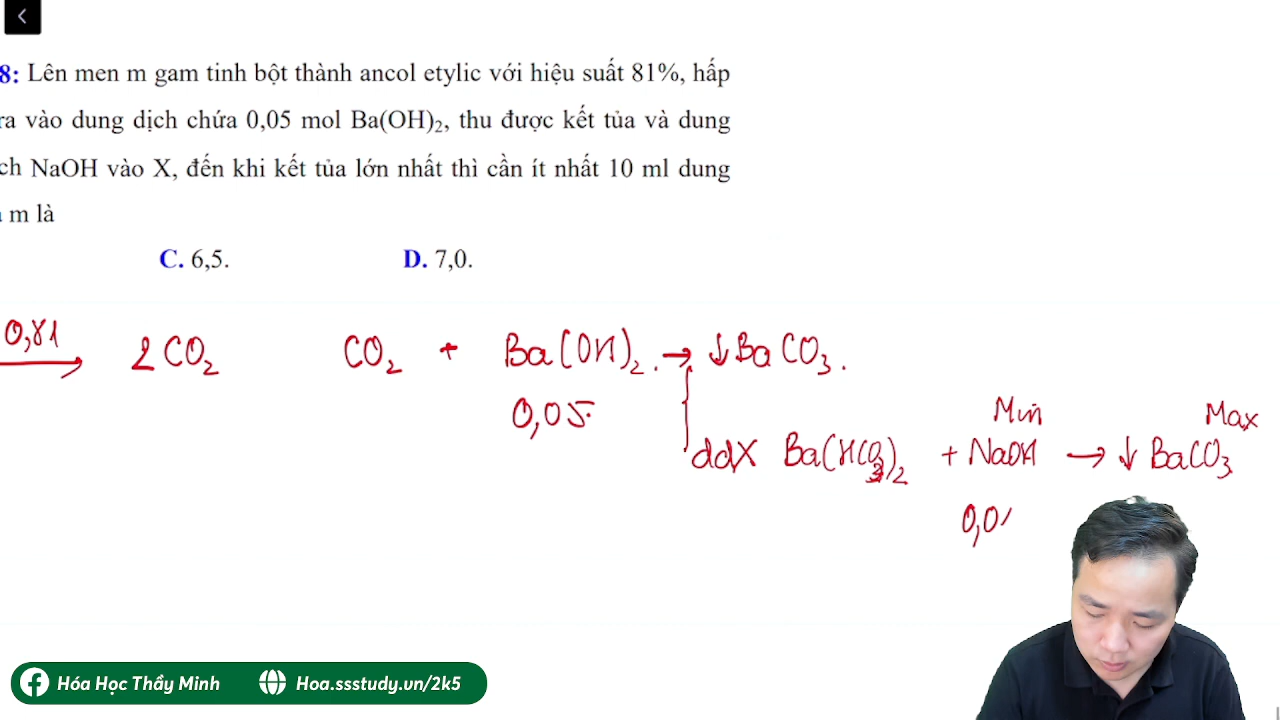 8: Lên men m gam tinh bột thành ancol etylic với hiệu suất 81%, hấp
ra vào dung dịch chứa 0,05 mol Ba(OH)₂, thu được kết tủa và dung
ch NaOH vào X, đến khi kết tủa lớn nhất thì cần ít nhất 10 ml dung
m là
C. 6,5. D. 7,0.
0,81
2CO₂ CO₂ + Ba(OH)₂ → ↓BaCO₃.
0,05
Min Max
ddX Ba(HCO₃)₂ + NaOH → ↓ BaCO₃
0,0
Hóa Học Thầy Minh Hoa.ssstudy.vn/2k5